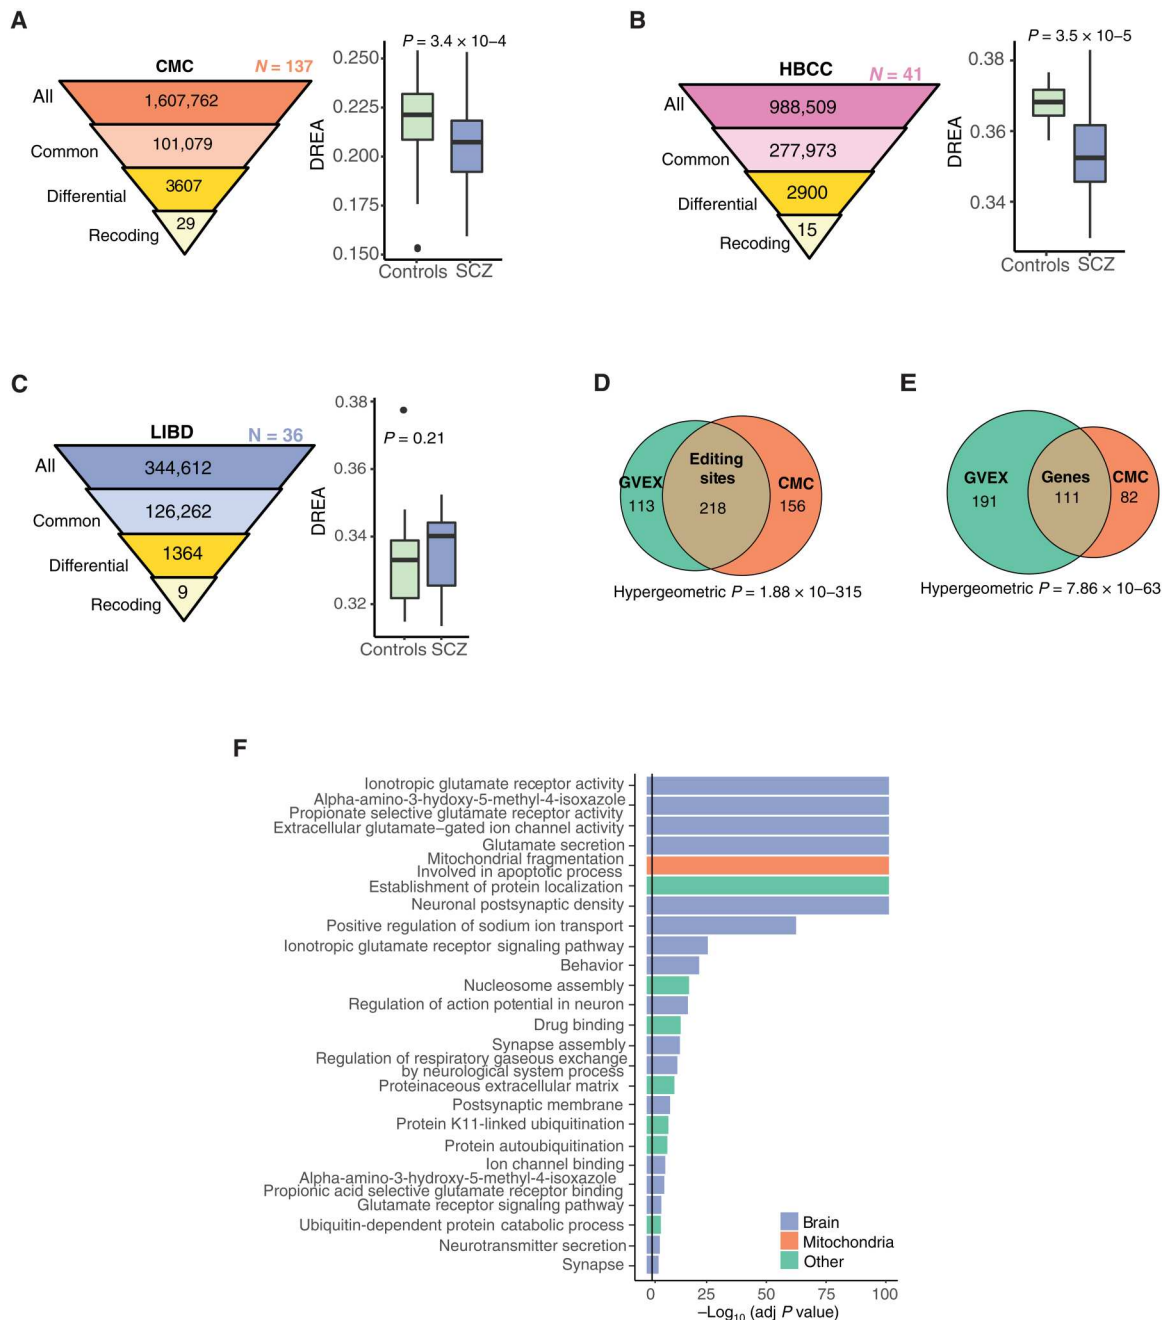 A
CMC
N = 137
All
1,607,762
Common
101,079
Differential
3607
Recoding
29
P = 3.4 × 10–4
DREA
0.250
0.225
0.200
0.175
0.150
Controls SCZ
B
HBCC
N = 41
All
988,509
Common
277,973
Differential
2900
Recoding
15
P = 3.5 × 10–5
DREA
0.38
0.36
0.34
Controls SCZ
C
LIBD
N = 36
All
344,612
Common
126,262
Differential
1364
Recoding
9
P = 0.21
DREA
0.38
0.36
0.34
0.32
Controls SCZ
D
GVEX
113
Editing
sites
218
CMC
156
Hypergeometric P = 1.88 × 10–315
E
GVEX
191
Genes
111
CMC
82
Hypergeometric P = 7.86 × 10–63
F
Ionotropic glutamate receptor activity
Alpha-amino-3-hydoxy-5-methyl-4-isoxazole
Propionate selective glutamate receptor activity
Extracellular glutamate–gated ion channel activity
Glutamate secretion
Mitochondrial fragmentation
Involved in apoptotic process
Establishment of protein localization
Neuronal postsynaptic density
Positive regulation of sodium ion transport
Ionotropic glutamate receptor signaling pathway
Behavior
Nucleosome assembly
Regulation of action potential in neuron
Drug binding
Synapse assembly
Regulation of respiratory gaseous exchange
by neurological system process
Proteinaceous extracellular matrix
Postsynaptic membrane
Protein K11-linked ubiquitination
Protein autoubiquitination
Ion channel binding
Alpha-amino-3-hydroxy-5-methyl-4-isoxazole
Propionic acid selective glutamate receptor binding
Glutamate receptor signaling pathway
Ubiquitin-dependent protein catabolic process
Neurotransmitter secretion
Synapse
Brain
Mitochondria
Other
0 25 50 75 100
–Log10 (adj P value)